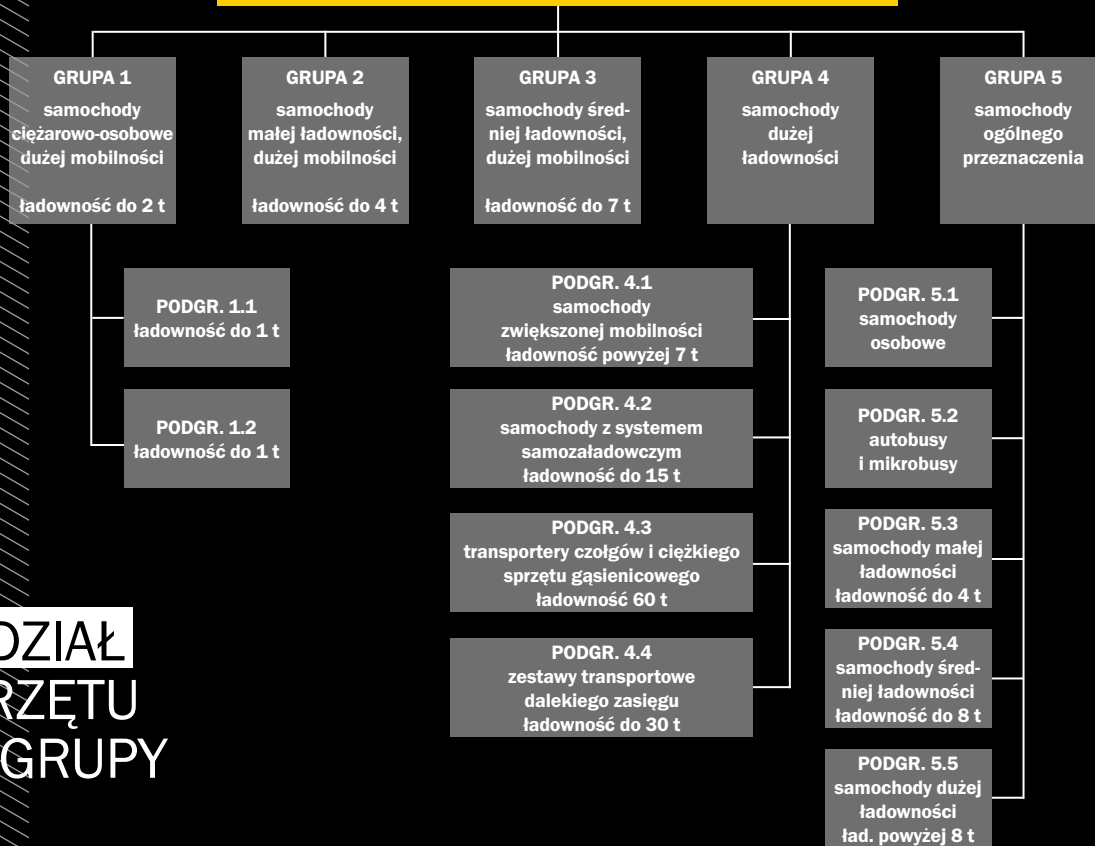 GRUPA 1
samochody
ciężarowo-osobowe
dużej mobilności
ładowność do 2 t
GRUPA 2
samochody
małej ładowności,
dużej mobilności
ładowność do 4 t
GRUPA 3
samochody śred-
niej ładowności,
dużej mobilności
ładowność do 7 t
GRUPA 4
samochody
dużej
ładowności
GRUPA 5
samochody
ogólnego
przeznaczenia
PODGR. 1.1
ładowność do 1 t
PODGR. 1.2
ładowność do 1 t
PODGR. 4.1
samochody
zwiększonej mobilności
ładowność powyżej 7 t
PODGR. 4.2
samozhody z systemem
samozaładowczym
ładowność do 15 t
PODGR. 4.3
transportery czołgów i ciężkiego
sprzętu gąsienicowego
ładowność 60 t
PODGR. 4.4
zestawy transportowe
dalekiego zasięgu
ładowność do 30 t
PODGR. 5.1
samochody
osobowe
PODGR. 5.2
autobusy
i mikrobusy
PODGR. 5.3
samochody małej
ładowności
ładowność do 4 t
PODGR. 5.4
samochody śred-
niej ładowności
ładowność do 8 t
PODGR. 5.5
samochody dużej
ładowności
ład. powyżej 8 t
DZIAŁ
RZĘTU
GRUPY